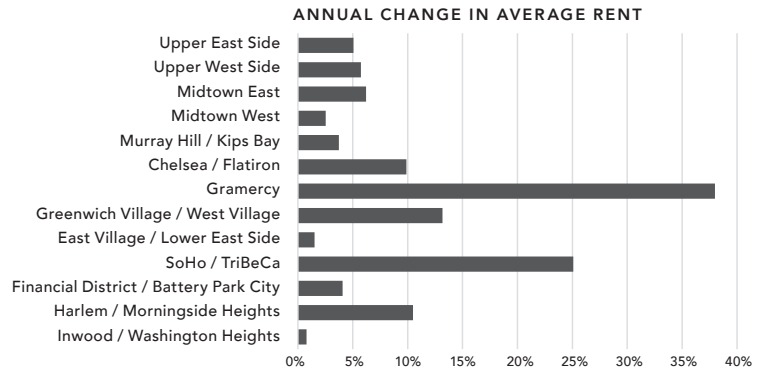 ANNUAL CHANGE IN AVERAGE RENT
Upper East Side
Upper West Side
Midtown East
Midtown West
Murray Hill / Kips Bay
Chelsea / Flatiron
Gramercy
Greenwich Village / West Village
East Village / Lower East Side
SoHo / TriBeCa
Financial District / Battery Park City
Harlem / Morningside Heights
Inwood / Washington Heights
0% 5% 10% 15% 20% 25% 30% 35% 40%